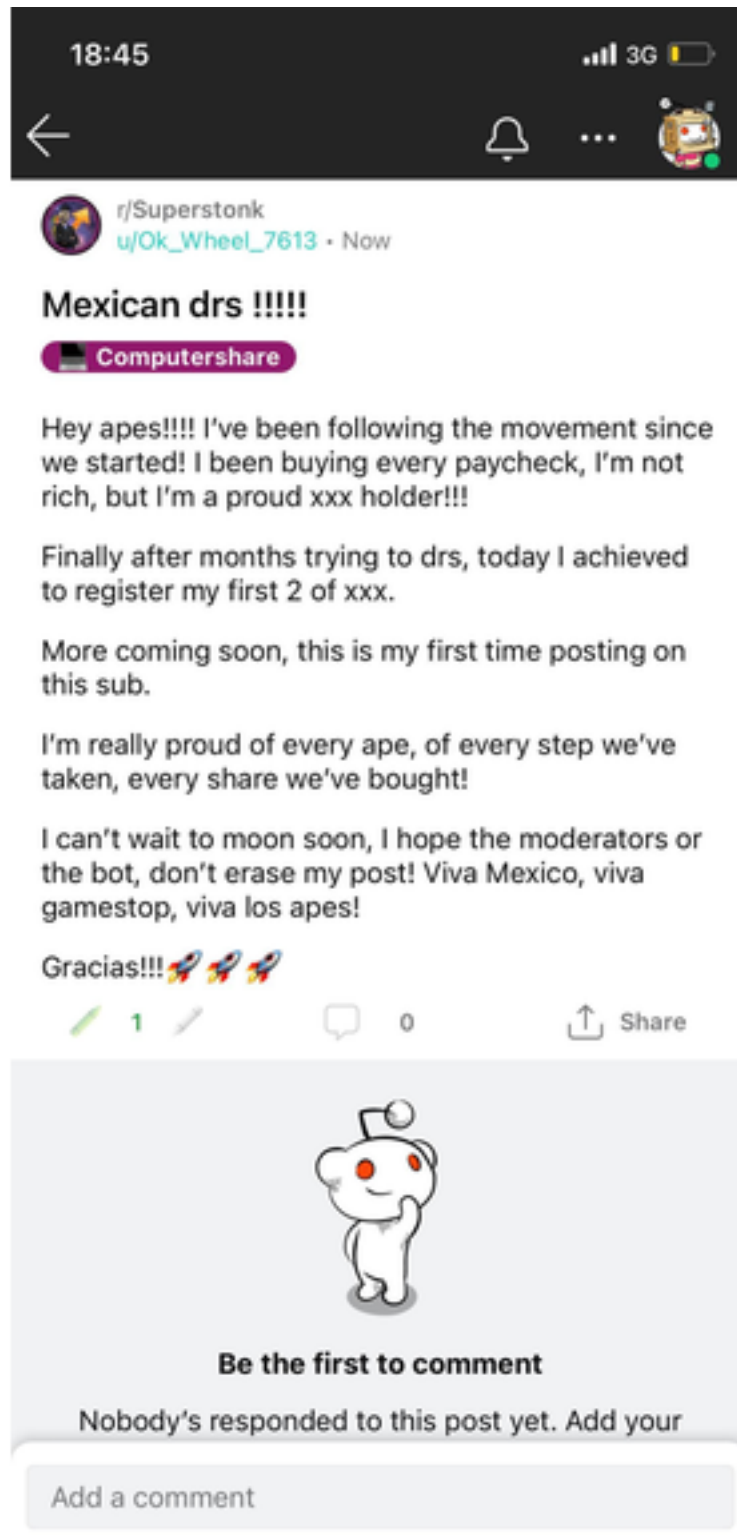 18:45
3G
r/Superstonk
u/Ok_Wheel_7613 • Now
Mexican drs !!!!!
Computershare
Hey apes!!!! I've been following the movement since
we started! I been buying every paycheck, I'm not
rich, but I'm a proud xxx holder!!!
Finally after months trying to drs, today I achieved
to register my first 2 of xxx.
More coming soon, this is my first time posting on
this sub.
I'm really proud of every ape, of every step we've
taken, every share we've bought!
I can't wait to moon soon, I hope the moderators or
the bot, don't erase my post! Viva Mexico, viva
gamestop, viva los apes!
Gracias!!!🚀🚀🚀
1
0
Share
Be the first to comment
Nobody's responded to this post yet. Add your
Add a comment